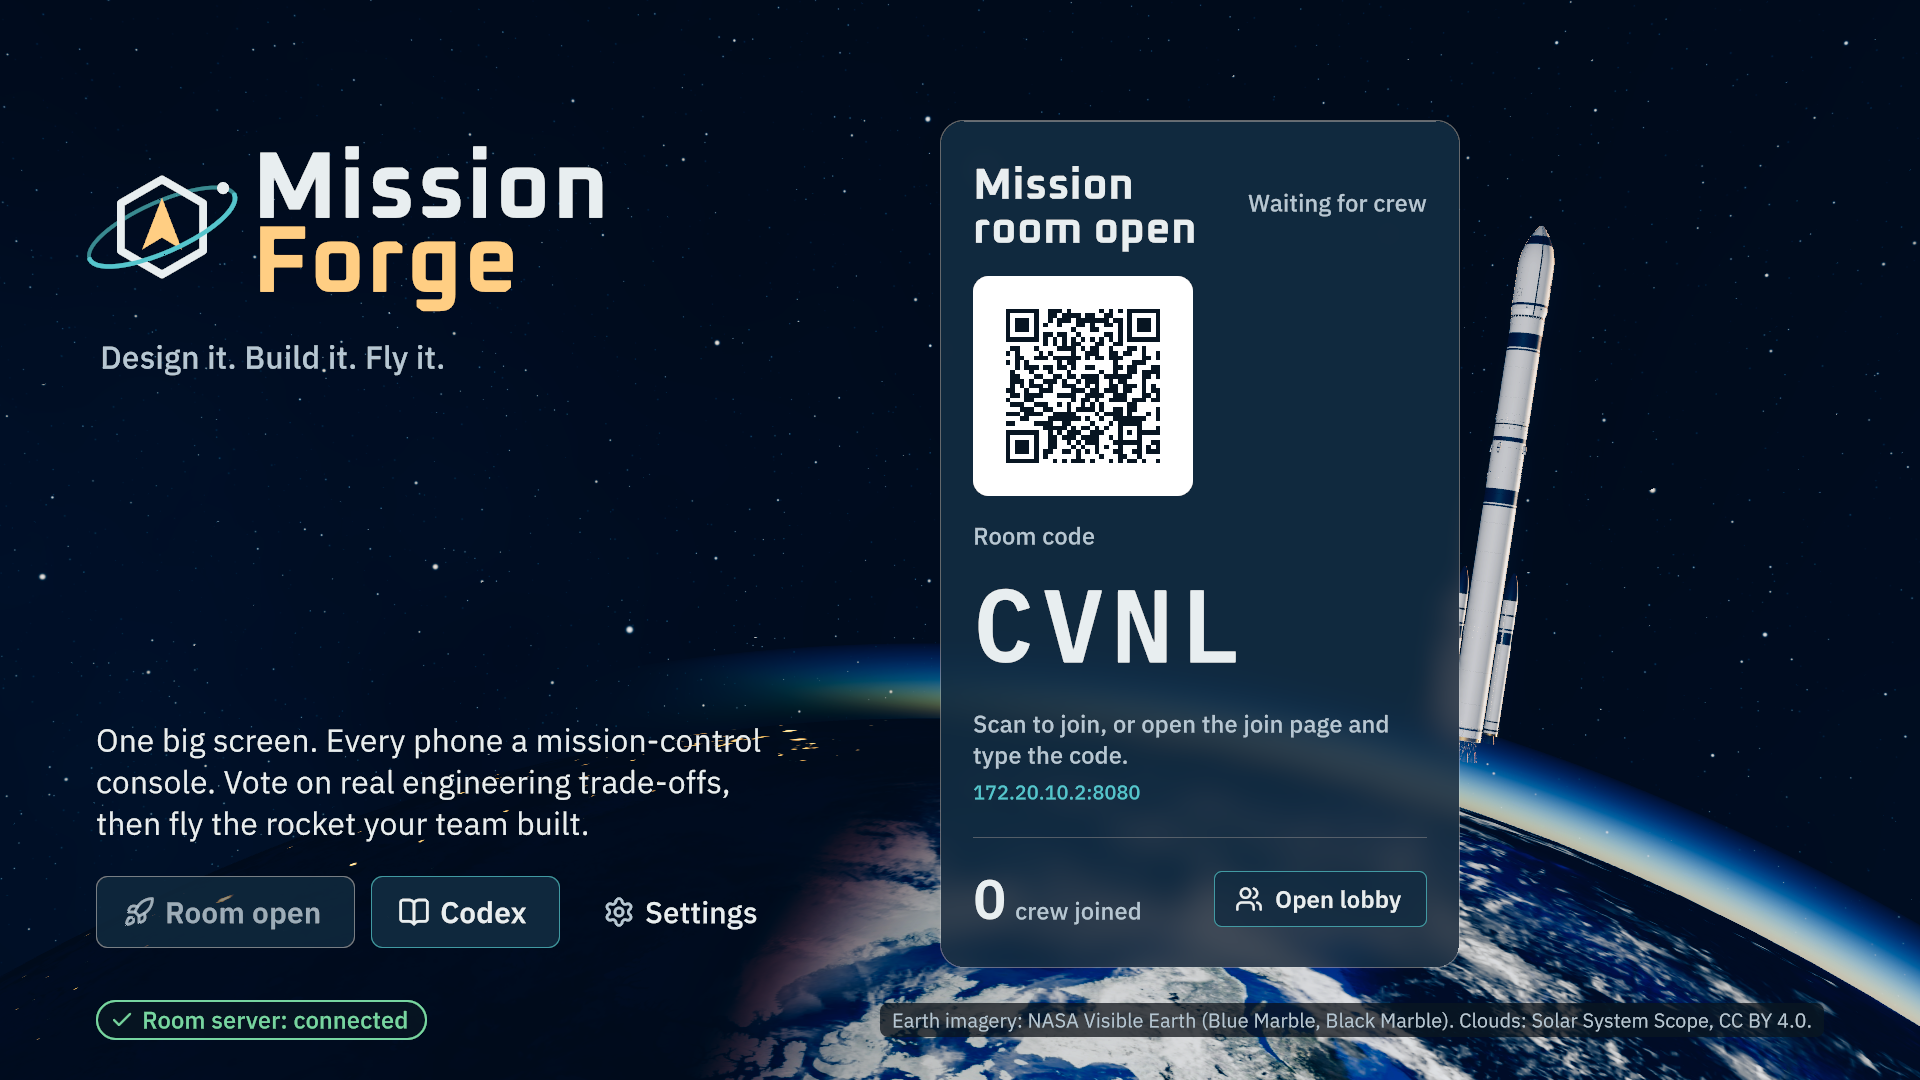 Mission
Forge
Design it. Build it. Fly it.
One big screen. Every phone a mission-control
console. Vote on real engineering trade-offs,
then fly the rocket your team built.
Room open
Codex
Settings
Room server: connected
Mission
room open
Waiting for crew
Room code
CVNL
Scan to join, or open the join page and
type the code.
172.20.10.2:8080
0 crew joined
Open lobby
Earth imagery: NASA Visible Earth (Blue Marble, Black Marble). Clouds: Solar System Scope, CC BY 4.0.